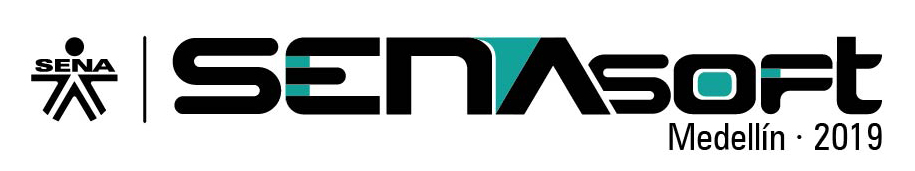 SENA
SENAsoft
Medellín · 2019